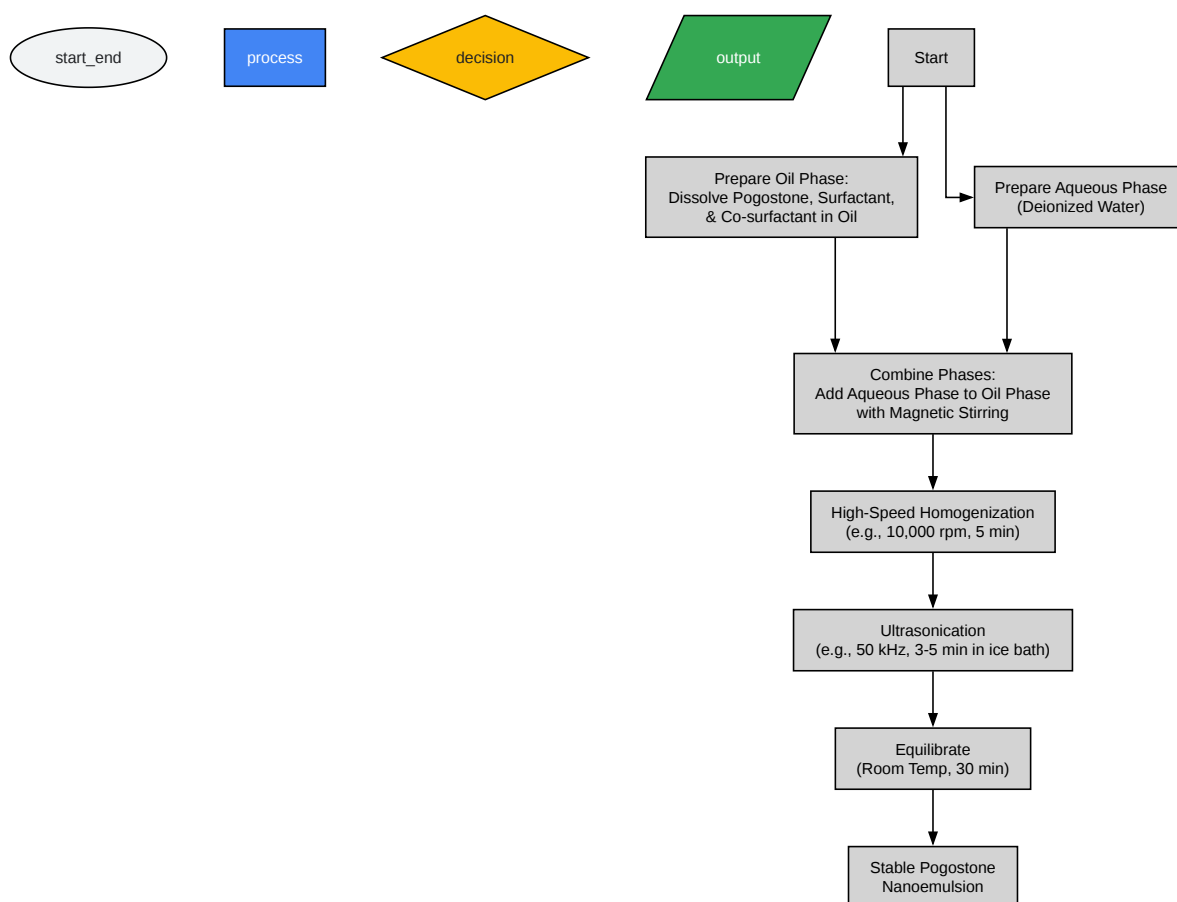 start_end
process
decision
output
Start
Prepare Oil Phase:
Dissolve Pogostone, Surfactant,
& Co-surfactant in Oil
Prepare Aqueous Phase
(Deionized Water)
Combine Phases:
Add Aqueous Phase to Oil Phase
with Magnetic Stirring
High-Speed Homogenization
(e.g., 10,000 rpm, 5 min)
Ultrasonication
(e.g., 50 kHz, 3-5 min in ice bath)
Equilibrate
(Room Temp, 30 min)
Stable Pogostone
Nanoemulsion